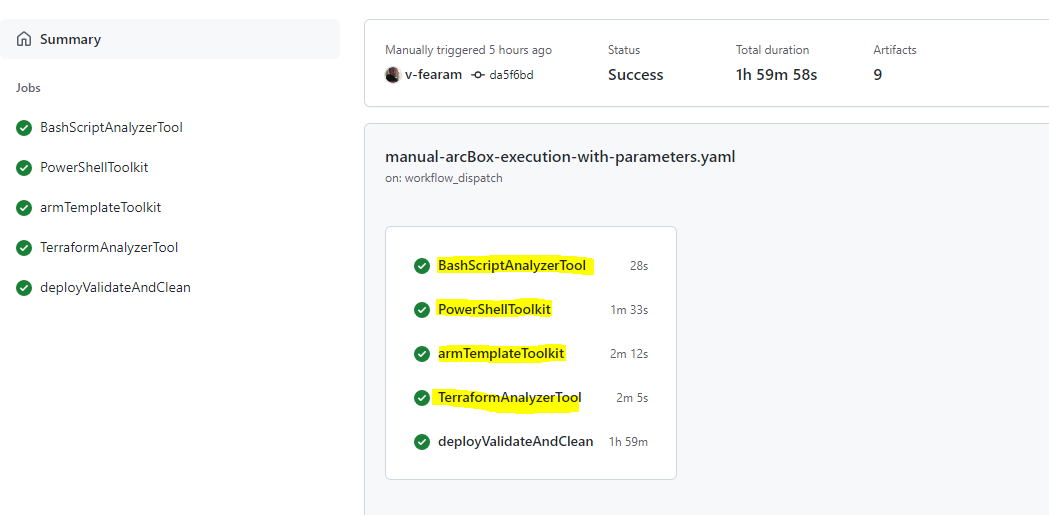 Summary
Jobs
BashScriptAnalyzerTool
PowerShellToolkit
armTemplateToolkit
TerraformAnalyzerTool
deployValidateAndClean
Manually triggered 5 hours ago
v-fearam da5f6bd
Status
Success
Total duration
1h 59m 58s
Artifacts
9
manual-arcBox-execution-with-parameters.yaml
on: workflow_dispatch
BashScriptAnalyzerTool 28s
PowerShellToolkit 1m 33s
armTemplateToolkit 2m 12s
TerraformAnalyzerTool 2m 5s
deployValidateAndClean 1h 59m